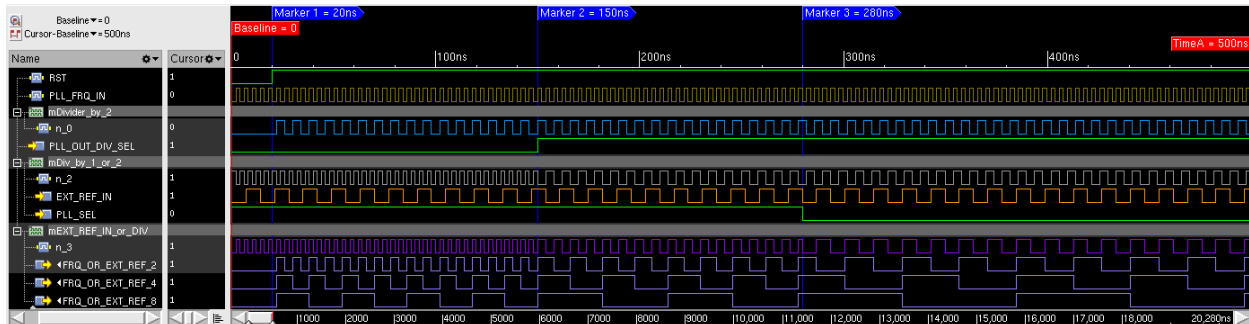 Baseline▼= 0
Cursor-Baseline▼= 500ns
Marker 1 = 20ns
Marker 2 = 150ns
Marker 3 = 280ns
Baseline = 0
TimeA = 500ns
Name
Cursor
0
100ns
200ns
300ns
400ns
RST
1
PLL_FRQ_IN
0
mDivider_by_2
n_0
0
PLL_OUT_DIV_SEL
1
mDiv_by_1_or_2
n_2
1
EXT_REF_IN
1
PLL_SEL
0
mEXT_REF_IN_or_DIV
n_3
1
FRQ_OR_EXT_REF_2
1
FRQ_OR_EXT_REF_4
1
FRQ_OR_EXT_REF_8
1
|1000 |2000 |3000 |4000 |5000 |6000 |7000 |8000 |9000 |10,000 |11,000 |12,000 |13,000 |14,000 |15,000 |16,000 |17,000 |18,000 20,280ns